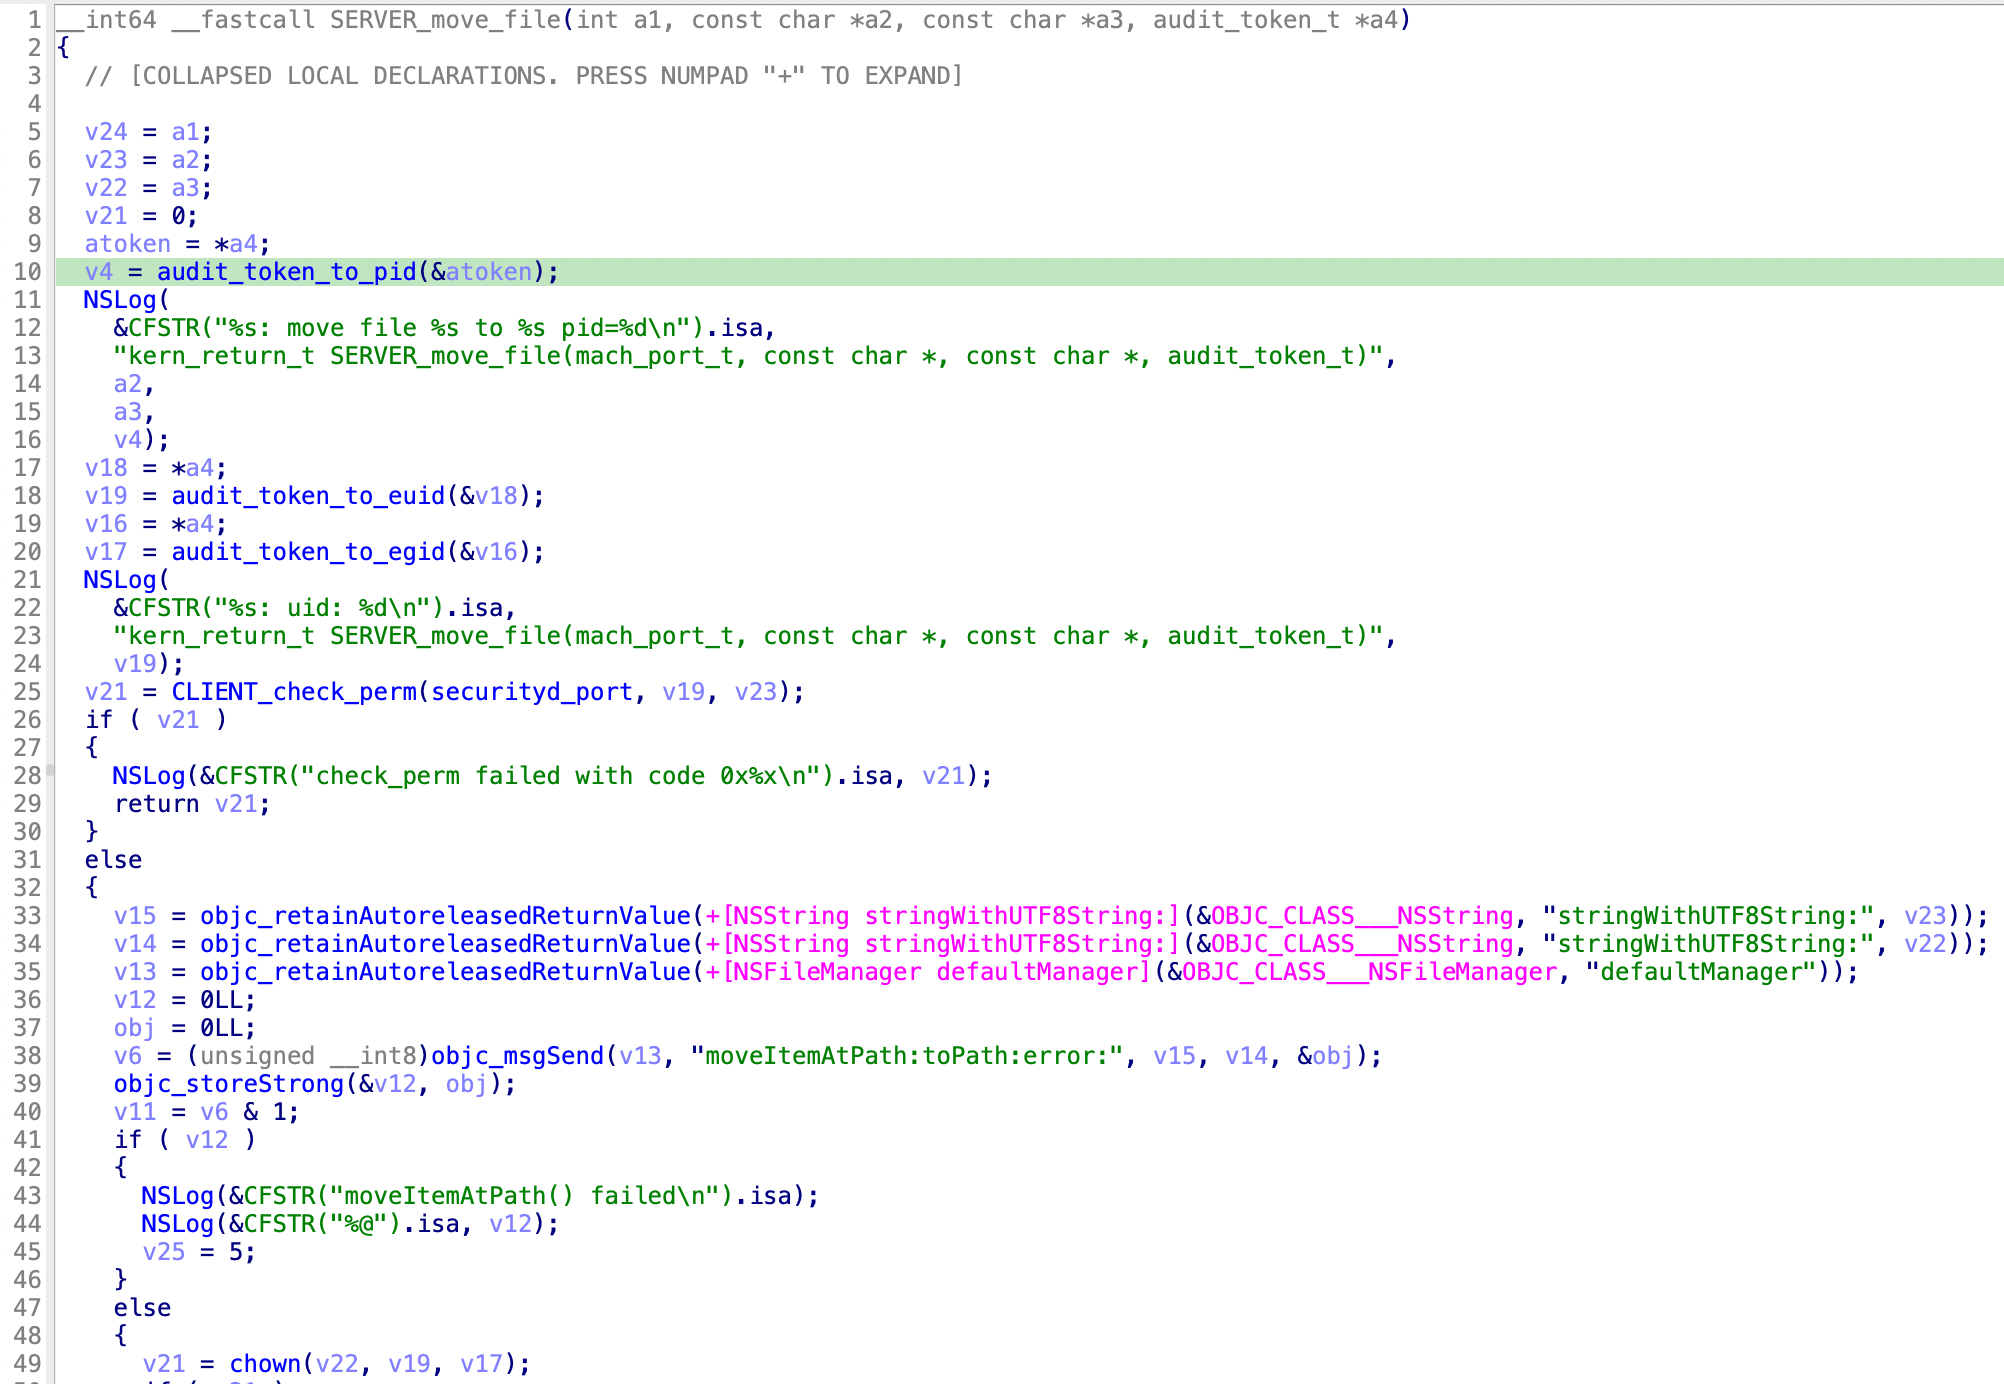 1 __int64 __fastcall SERVER_move_file(int a1, const char *a2, const char *a3, audit_token_t *a4)
2 {
3 // [COLLAPSED LOCAL DECLARATIONS. PRESS NUMPAD "+" TO EXPAND]
4
5 v24 = a1;
6 v23 = a2;
7 v22 = a3;
8 v21 = 0;
9 atoken = *a4;
10 v4 = audit_token_to_pid(&atoken);
11 NSLog(
12 &CFSTR("%s: move file %s to %s pid=%d\n").isa,
13 "kern_return_t SERVER_move_file(mach_port_t, const char *, const char *, audit_token_t)",
14 a2,
15 a3,
16 v4);
17 v18 = *a4;
18 v19 = audit_token_to_euid(&v18);
19 v16 = *a4;
20 v17 = audit_token_to_egid(&v16);
21 NSLog(
22 &CFSTR("%s: uid: %d\n").isa,
23 "kern_return_t SERVER_move_file(mach_port_t, const char *, const char *, audit_token_t)",
24 v19);
25 v21 = CLIENT_check_perm(securityd_port, v19, v23);
26 if ( v21 )
27 {
28 NSLog(&CFSTR("check_perm failed with code 0x%x\n").isa, v21);
29 return v21;
30 }
31 else
32 {
33 v15 = objc_retainAutoreleasedReturnValue(+[NSString stringWithUTF8String:](&OBJC_CLASS___NSString, "stringWithUTF8String:", v23));
34 v14 = objc_retainAutoreleasedReturnValue(+[NSString stringWithUTF8String:](&OBJC_CLASS___NSString, "stringWithUTF8String:", v22));
35 v13 = objc_retainAutoreleasedReturnValue(+[NSFileManager defaultManager](&OBJC_CLASS___NSFileManager, "defaultManager"));
36 v12 = 0LL;
37 obj = 0LL;
38 v6 = (unsigned __int8)objc_msgSend(v13, "moveItemAtPath:toPath:error:", v15, v14, &obj);
39 objc_storeStrong(&v12, obj);
40 v11 = v6 & 1;
41 if ( v12 )
42 {
43 NSLog(&CFSTR("moveItemAtPath() failed\n").isa);
44 NSLog(&CFSTR("%@").isa, v12);
45 v25 = 5;
46 }
47 else
48 {
49 v21 = chown(v22, v19, v17);